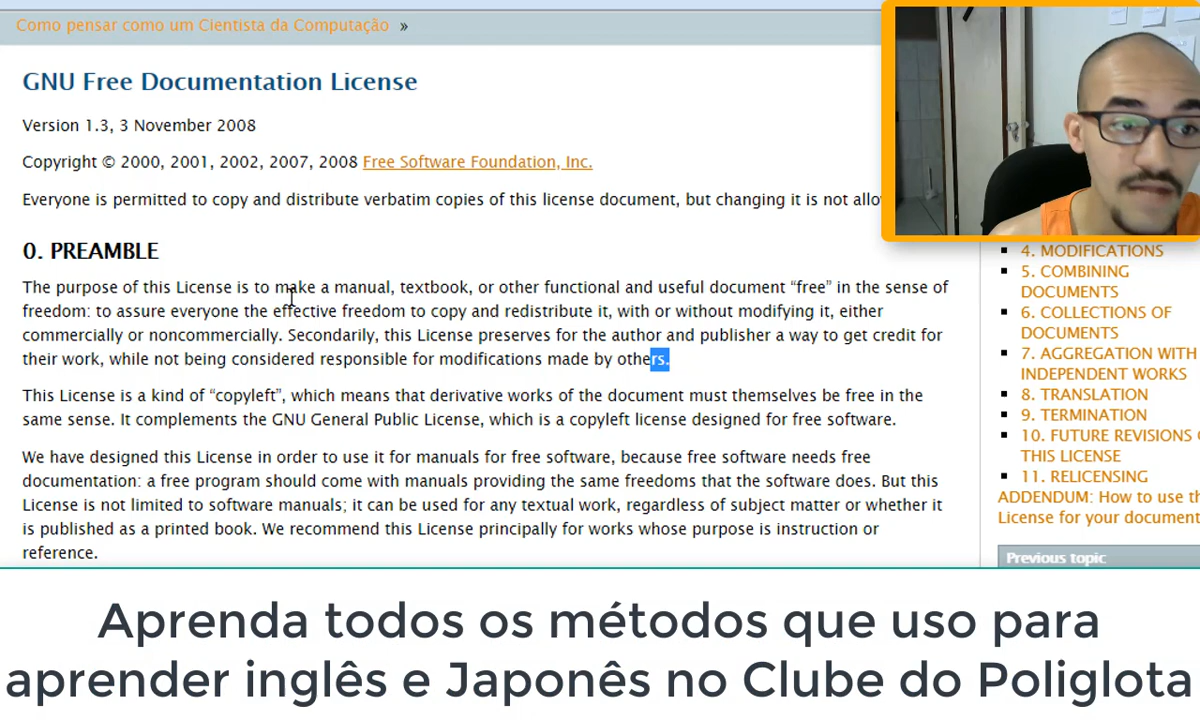 Como pensar como um Cientista da Computação »
GNU Free Documentation License
Version 1.3, 3 November 2008
Copyright © 2000, 2001, 2002, 2007, 2008 Free Software Foundation, Inc.
Everyone is permitted to copy and distribute verbatim copies of this license document, but changing it is not allo
0. PREAMBLE
The purpose of this License is to make a manual, textbook, or other functional and useful document “free” in the sense of
freedom: to assure everyone the effective freedom to copy and redistribute it, with or without modifying it, either
commercially or noncommercially. Secondarily, this License preserves for the author and publisher a way to get credit for
their work, while not being considered responsible for modifications made by others.
This License is a kind of “copyleft”, which means that derivative works of the document must themselves be free in the
same sense. It complements the GNU General Public License, which is a copyleft license designed for free software.
We have designed this License in order to use it for manuals for free software, because free software needs free
documentation: a free program should come with manuals providing the same freedoms that the software does. But this
License is not limited to software manuals; it can be used for any textual work, regardless of subject matter or whether it
is published as a printed book. We recommend this License principally for works whose purpose is instruction or
reference.
4. MODIFICATIONS
5. COMBINING
DOCUMENTS
6. COLLECTIONS OF
DOCUMENTS
7. AGGREGATION WITH
INDEPENDENT WORKS
8. TRANSLATION
9. TERMINATION
10. FUTURE REVISIONS
THIS LICENSE
11. RELICENSING
ADDENDUM: How to use th
License for your document
Previous topic
Aprenda todos os métodos que uso para
aprender inglês e Japonês no Clube do Poliglota